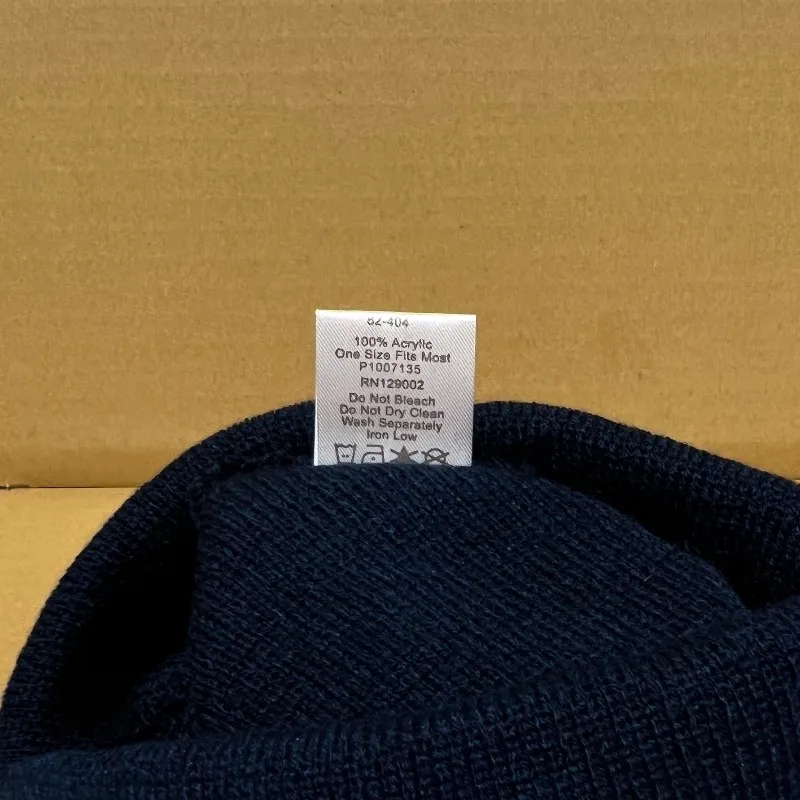 82-404
100% Acrylic
One Size Fits Most
P1007135
RN129002
Do Not Bleach
Do Not Dry Clean
Wash Separately
Iron Low